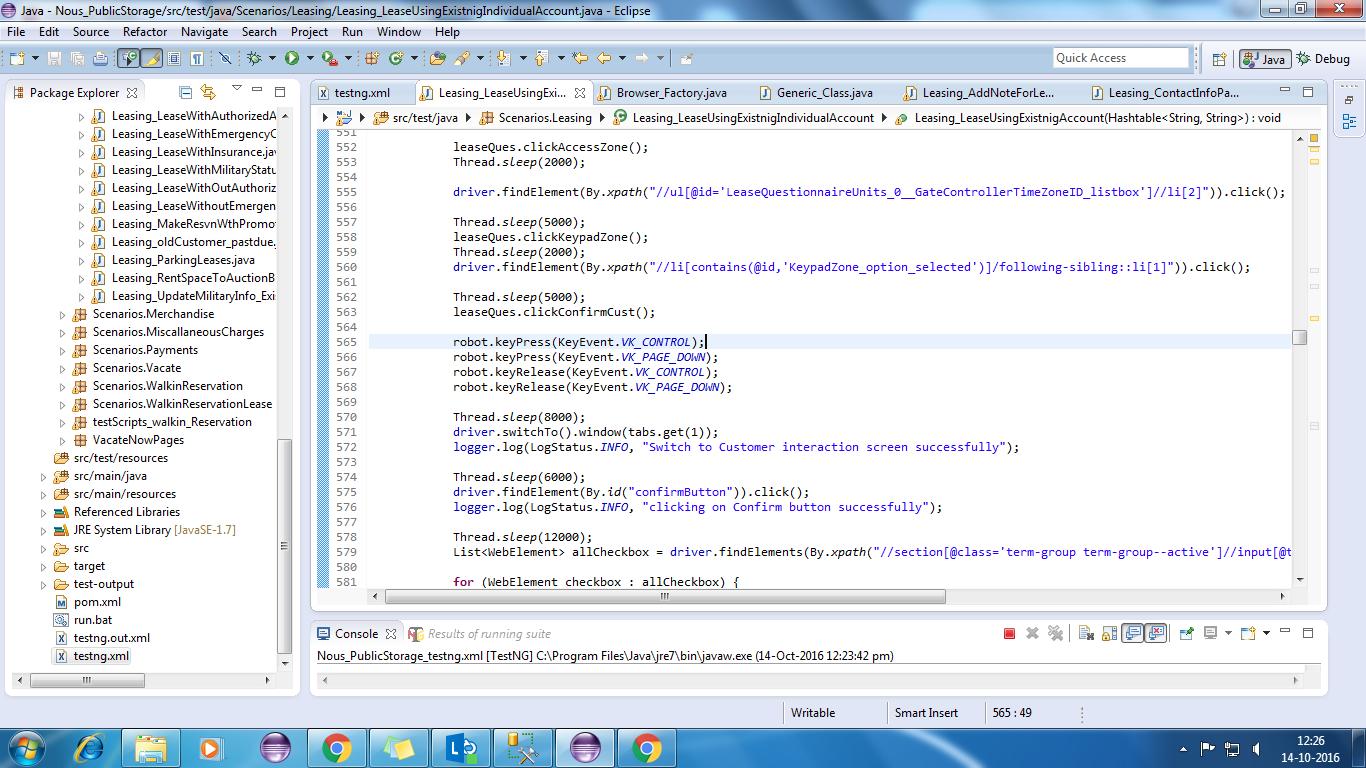 Java - Nous_PublicStorage/src/test/java/Scenarios/Leasing/Leasing_LeaseUsingExistnigIndividualAccount.java - Eclipse
File Edit Source Refactor Navigate Search Project Run Window Help
Quick Access
Java
Debug
Package Explorer
Leasing_LeaseWithAuthorizedA
Leasing_LeaseWithEmergencyC
Leasing_LeaseWithInsurance.jav
Leasing_LeaseWithMilitaryStatu
Leasing_LeaseWithOutAuthoriz
Leasing_LeaseWithoutEmergen
Leasing_MakeResvnWthPromo
Leasing_oldCustomer_pastdue.
Leasing_ParkingLeases.java
Leasing_RentSpaceToAuctionB
Leasing_UpdateMilitaryInfo_Exi
Scenarios.Merchandise
Scenarios.MiscallaneousCharges
Scenarios.Payments
Scenarios.Vacate
Scenarios.WalkinReservation
Scenarios.WalkinReservationLease
testScripts_walkin_Reservation
VacateNowPages
src/test/resources
src/main/java
src/main/resources
Referenced Libraries
JRE System Library [JavaSE-1.7]
src
target
test-output
pom.xml
run.bat
testng.out.xml
testng.xml
testng.xml
Leasing_LeaseUsingExi...
Browser_Factory.java
Generic_Class.java
Leasing_AddNoteForLe...
Leasing_ContactInfoPa...
src/test/java
Scenarios.Leasing
Leasing_LeaseUsingExistnigIndividualAccount
Leasing_LeaseUsingExistnigAccount(Hashtable<String, String>) : void
551
552 leaseQues.clickAccessZone();
553 Thread.sleep(2000);
554
555 driver.findElement(By.xpath("//ul[@id='LeaseQuestionnaireUnits_0__GateControllerTimeZoneID_listbox']//li[2]")).click();
556
557 Thread.sleep(5000);
558 leaseQues.clickKeypadZone();
559 Thread.sleep(2000);
560 driver.findElement(By.xpath("//li[contains(@id,'KeypadZone_option_selected')]/following-sibling::li[1]")).click();
561
562 Thread.sleep(5000);
563 leaseQues.clickConfirmCust();
564
565 robot.keyPress(KeyEvent.VK_CONTROL);
566 robot.keyPress(KeyEvent.VK_PAGE_DOWN);
567 robot.keyRelease(KeyEvent.VK_CONTROL);
568 robot.keyRelease(KeyEvent.VK_PAGE_DOWN);
569
570 Thread.sleep(8000);
571 driver.switchTo().window(tabs.get(1));
572 logger.log(LogStatus.INFO, "Switch to Customer interaction screen successfully");
573
574 Thread.sleep(6000);
575 driver.findElement(By.id("confirmButton")).click();
576 logger.log(LogStatus.INFO, "clicking on Confirm button successfully");
577
578 Thread.sleep(12000);
579 List<WebElement> allCheckbox = driver.findElements(By.xpath("//section[@class='term-group term-group--active']//input[@t
580
581 for (WebElement checkbox : allCheckbox) {
Console
Results of running suite
Nous_PublicStorage_testng.xml [TestNG] C:\Program Files\Java\jre7\bin\javaw.exe (14-Oct-2016 12:23:42 pm)
Writable
Smart Insert
565 : 49
12:26
14-10-2016